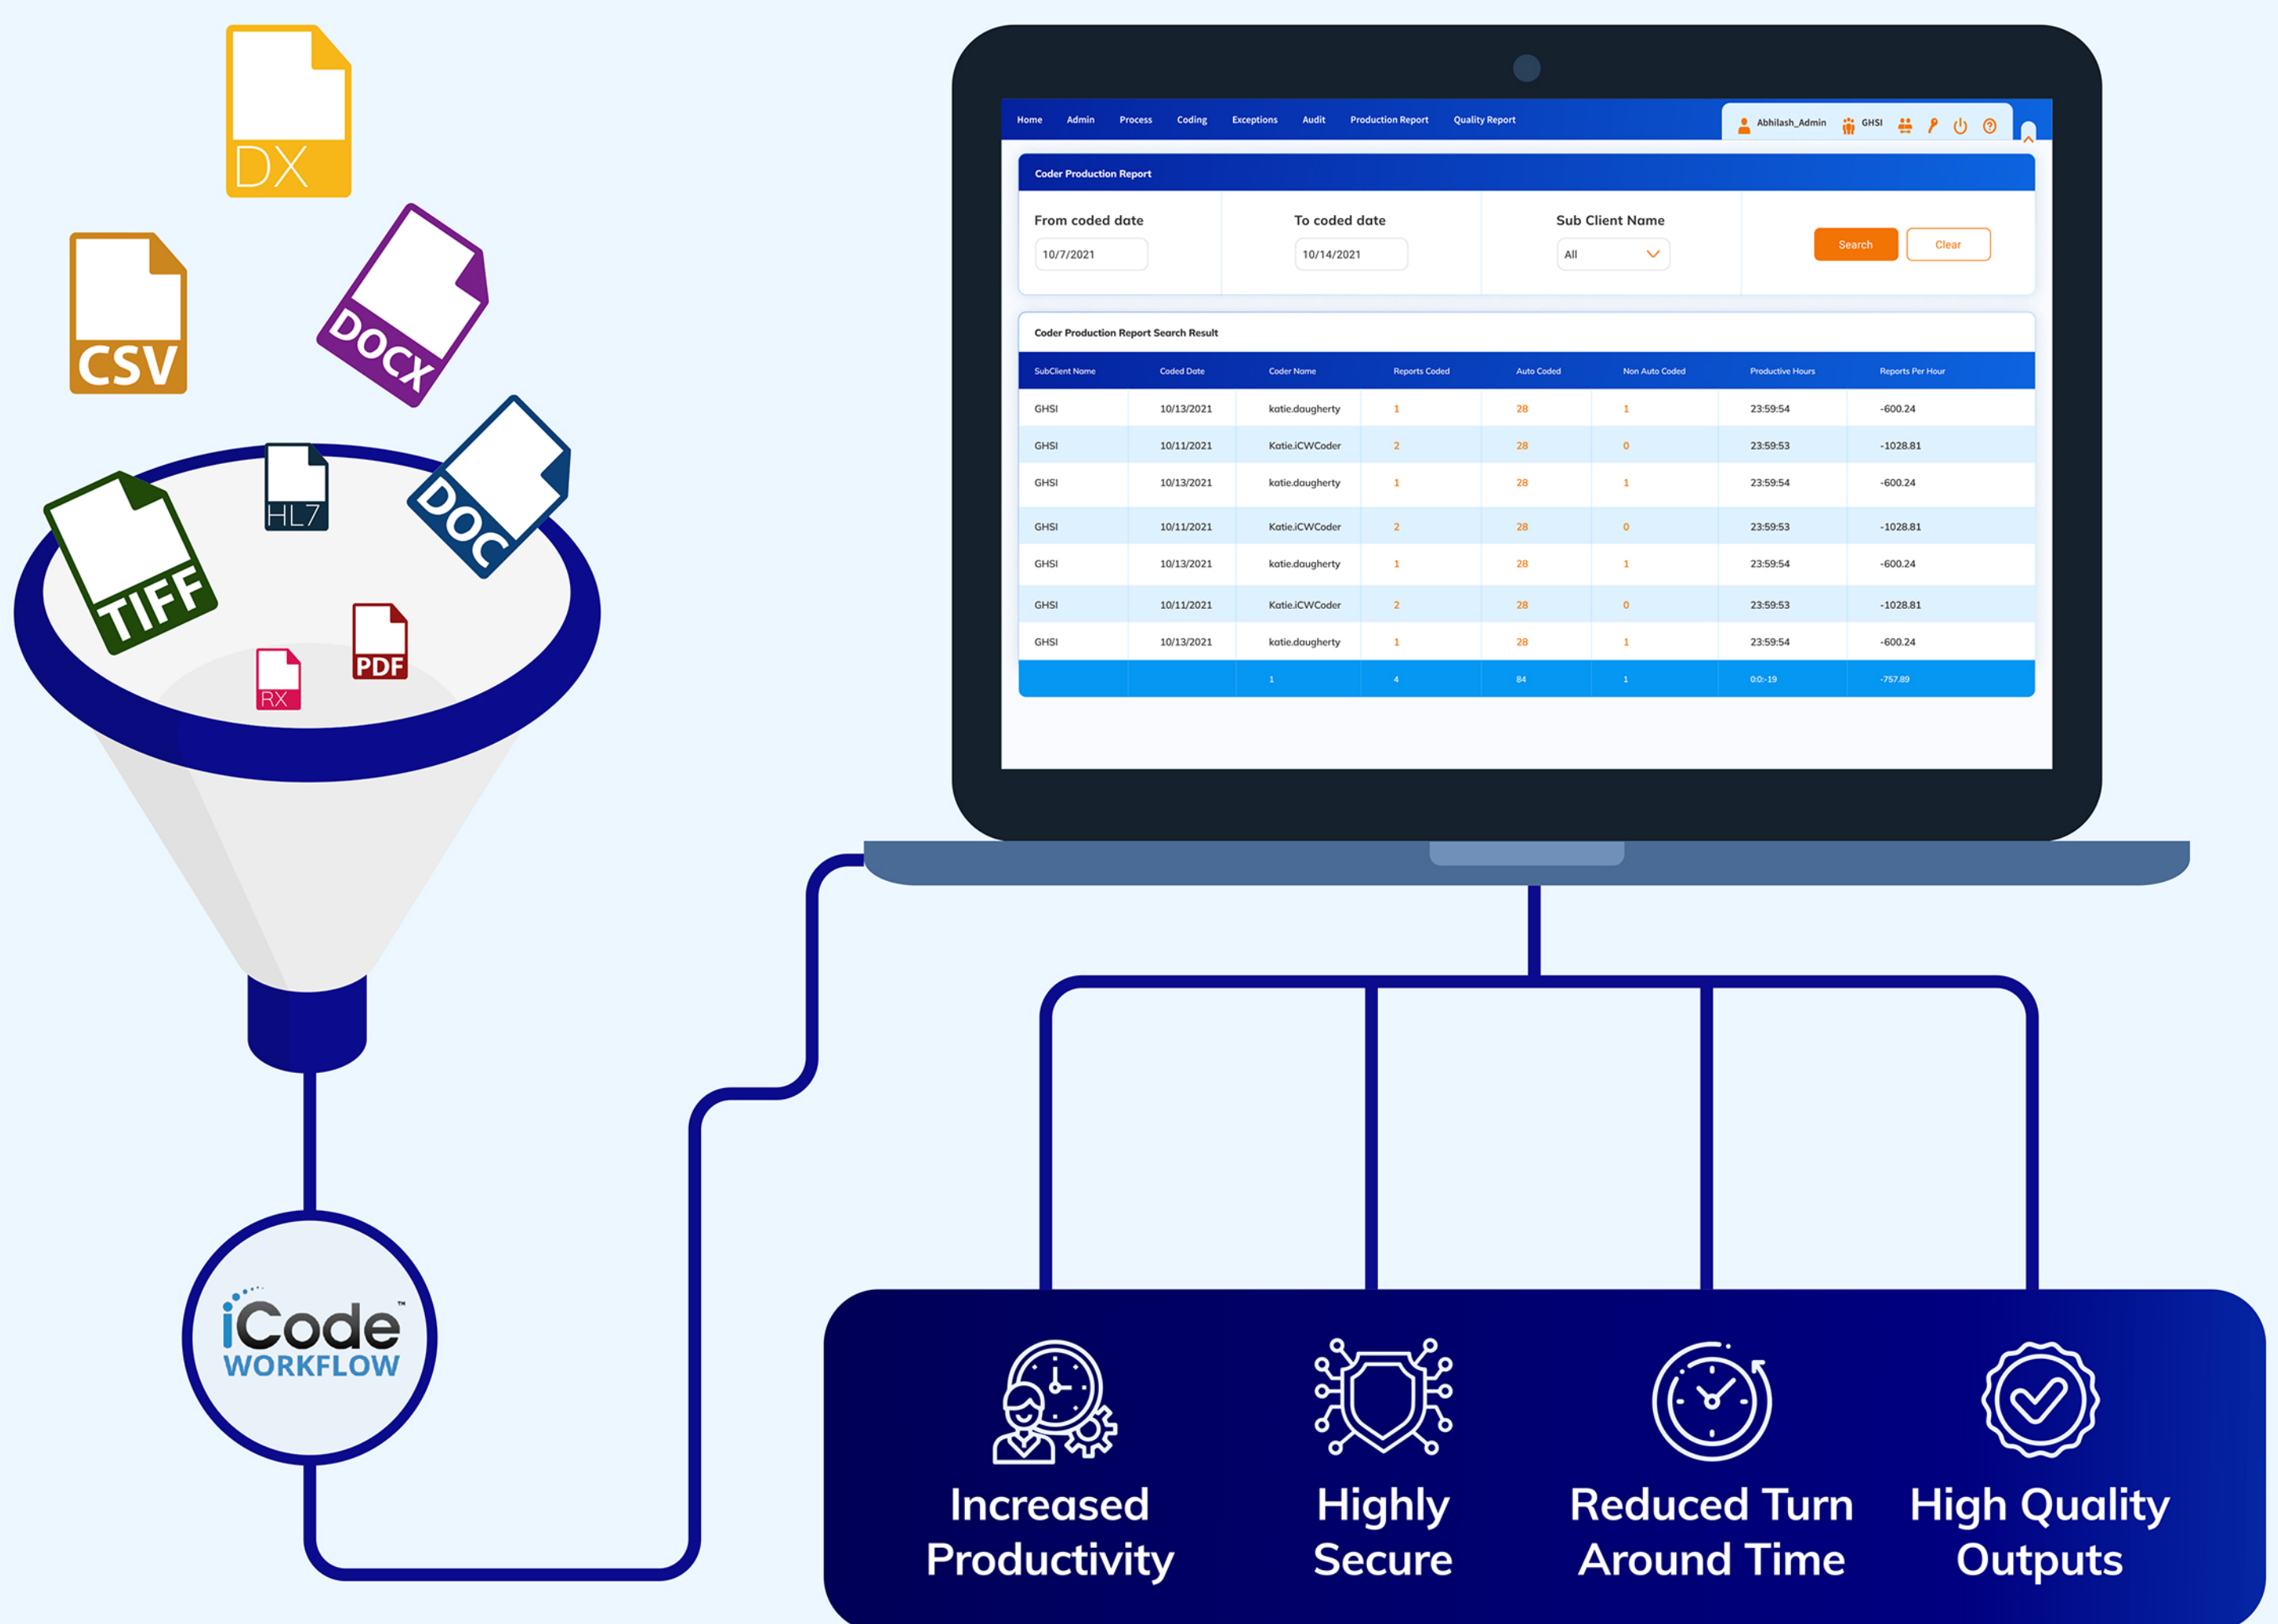 DX
CSV
DOCX
HL7
DOC
TIFF
PDF
RX
iCode™
WORKFLOW
Home Admin Process Coding Exceptions Audit Production Report Quality Report Abhilash_Admin GHSI
Coder Production Report
From coded date To coded date Sub Client Name
10/7/2021 10/14/2021 All Search Clear
Coder Production Report Search Result
SubClient Name Coded Date Coder Name Reports Coded Auto Coded Non Auto Coded Productive Hours Reports Per Hour
GHSI 10/13/2021 katie.daugherty 1 28 1 23:59:54 -600.24
GHSI 10/11/2021 Katie.iCWCoder 2 28 0 23:59:53 -1028.81
GHSI 10/13/2021 katie.daugherty 1 28 1 23:59:54 -600.24
GHSI 10/11/2021 Katie.iCWCoder 2 28 0 23:59:53 -1028.81
GHSI 10/13/2021 katie.daugherty 1 28 1 23:59:54 -600.24
GHSI 10/11/2021 Katie.iCWCoder 2 28 0 23:59:53 -1028.81
GHSI 10/13/2021 katie.daugherty 1 28 1 23:59:54 -600.24
1 4 84 1 0:0:-19 -757.89
Increased
Productivity
Highly
Secure
Reduced Turn
Around Time
High Quality
Outputs